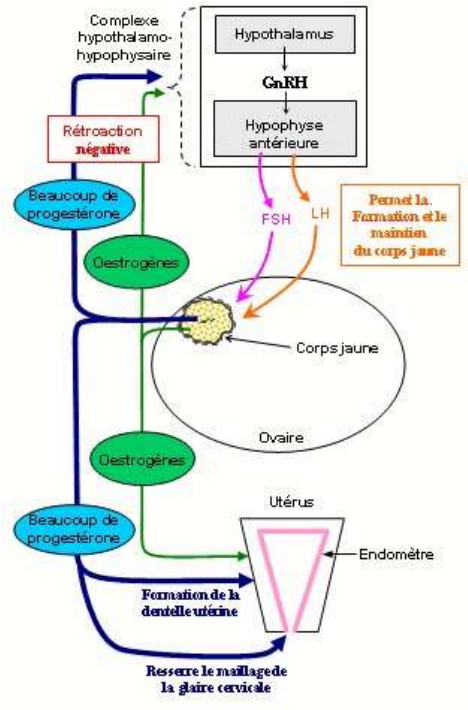 Complexe
hypothalamo-
hypophysaire
Hypothalamus
GnRH
Hypophyse
antérieure
Rétroaction
négative
Beaucoup de
progestérone
FSH
LH
Permet la
Formation et le
maintien
du corps jaune
Oestrogènes
Corps jaune
Ovaire
Oestrogènes
Utérus
Beaucoup de
progestérone
Endomètre
Formation de la
dentelle utérine
Resserre le maillage de
la glaire cervicale